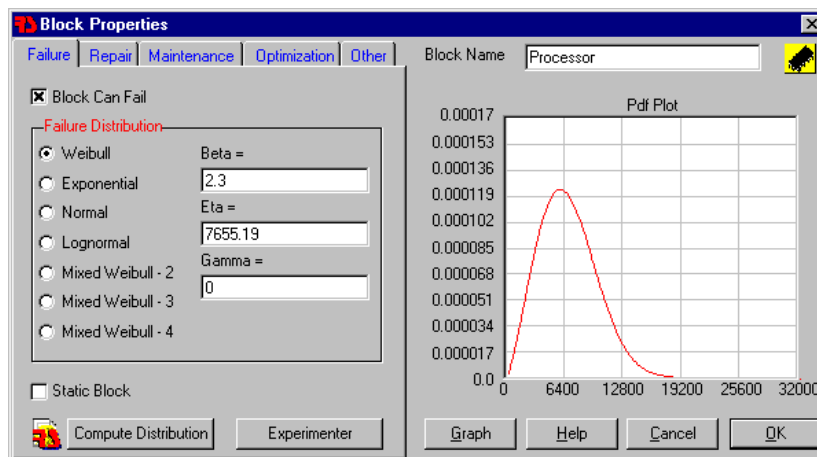 Block Properties
Failure Repair Maintenance Optimization Other
Block Can Fail
Failure Distribution
Weibull
Exponential
Normal
Lognormal
Mixed Weibull - 2
Mixed Weibull - 3
Mixed Weibull - 4
Beta =
2.3
Eta =
7655.19
Gamma =
0
Static Block
Compute Distribution
Experimenter
Block Name
Processor
Pdf Plot
0.00017
0.000153
0.000136
0.000119
0.000102
0.000085
0.000068
0.000051
0.000034
0.000017
0.0
0 6400 12800 19200 25600 32000
Graph Help Cancel OK